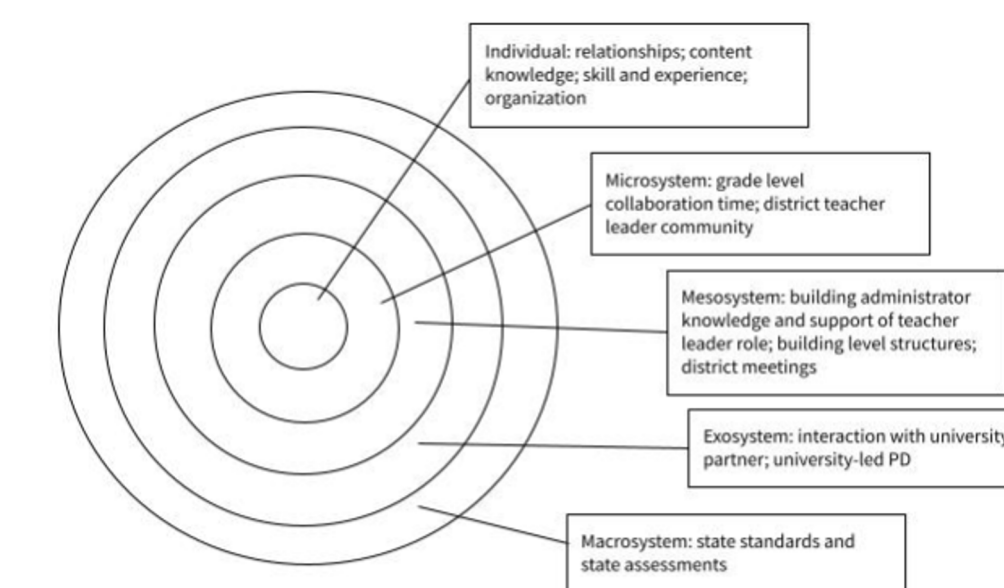 Individual: relationships; content
knowledge; skill and experience;
organization
Microsystem: grade level
collaboration time; district teacher
leader community
Mesosystem: building administrator
knowledge and support of teacher
leader role; building level structures;
district meetings
Exosystem: interaction with university
partner; university-led PD
Macrosystem: state standards and
state assessments